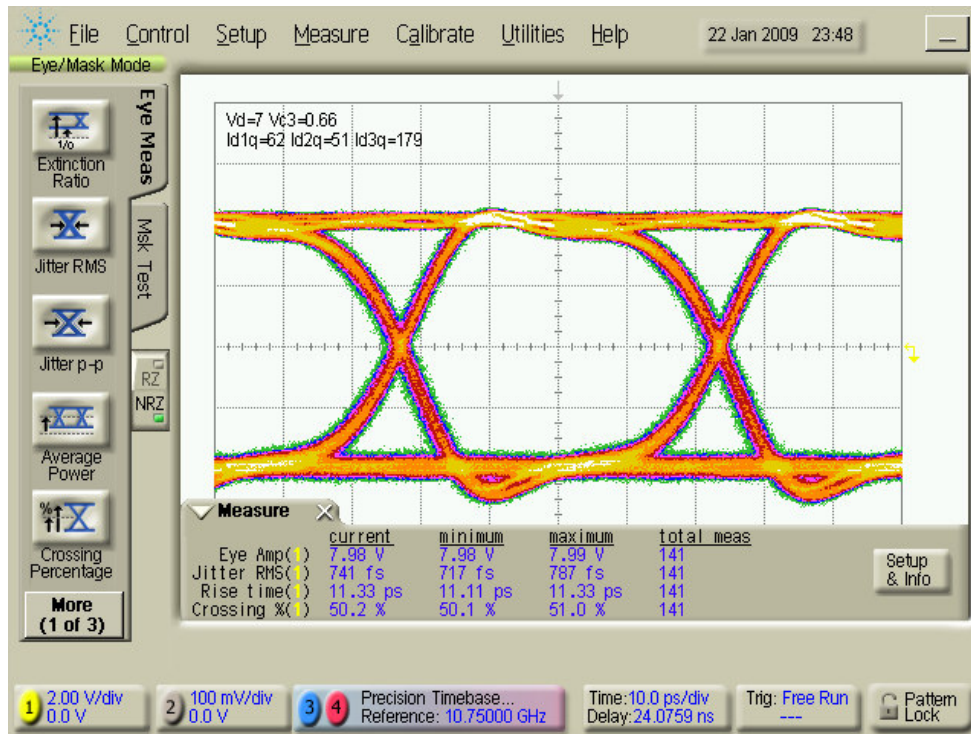 File Control Setup Measure Calibrate Utilities Help 22 Jan 2009 23:48
Eye/Mask Mode
Eye Meas
Msk Test
1/0
Extinction
Ratio
Jitter RMS
Jitter p-p
RZ
NRZ
Average
Power
%
Crossing
Percentage
More
(1 of 3)
Vd=7 Vc3=0.66
Id1q=62 Id2q=51 Id3q=179
Measure
current minimum maximum total meas
Eye Amp(1) 7.98 V 7.98 V 7.99 V 141
Jitter RMS(1) 741 fs 717 fs 787 fs 141
Rise time(1) 11.33 ps 11.11 ps 11.33 ps 141
Crossing %(1) 50.2 % 50.1 % 51.0 % 141
Setup
& Info
1 2.00 V/div
0.0 V
2 100 mV/div
0.0 V
3 4 Precision Timebase...
Reference: 10.75000 GHz
Time:10.0 ps/div
Delay:24.0759 ns
Trig: Free Run
---
Pattern
Lock